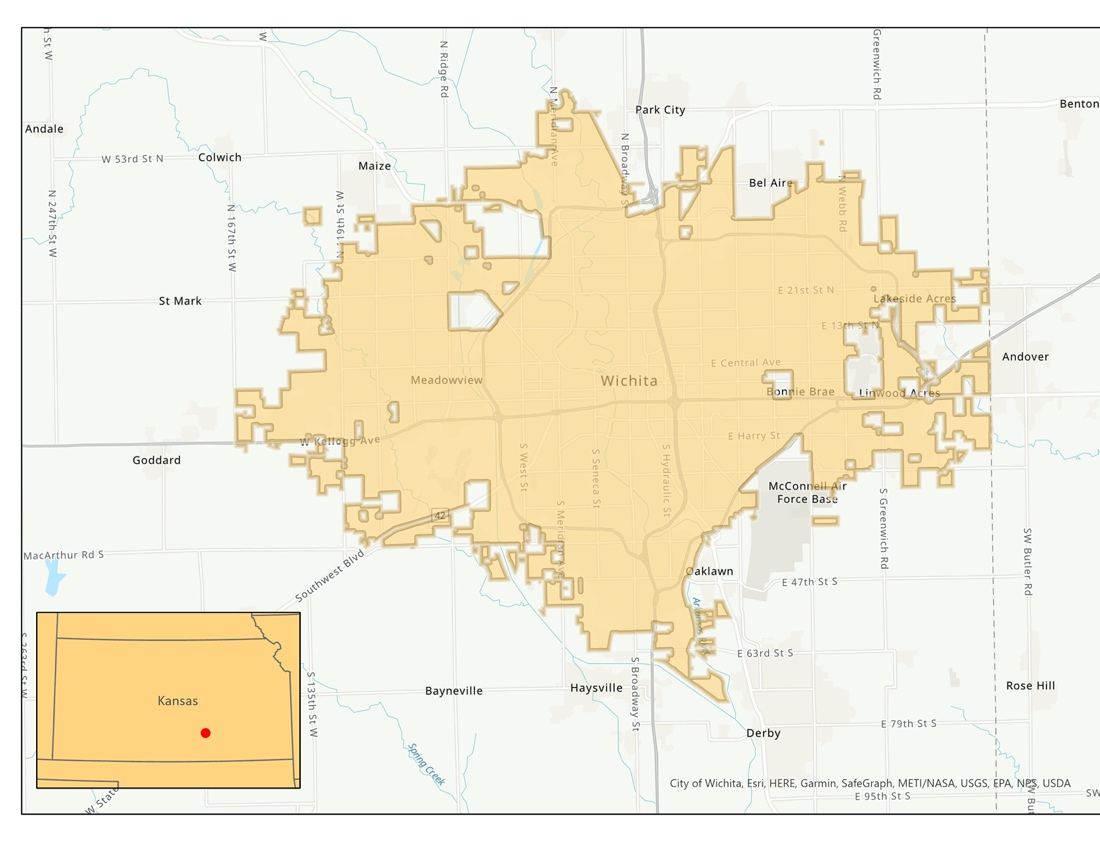 Greenwich Rd
N Ridge Rd
Benton
Park City
N Broadway St
Andale
W 53rd St N
Colwich
Maize
Bel Aire
N Webb Rd
N 247th St W
N 167th St W
N 119th St W
N Meridian Ave
St Mark
E 21st St N
Lakeside Acres
E 13th St N
Andover
E Central Ave
Meadowview
Wichita
Bonnie Brae
Linwood Acres
W Kellogg Ave
E Harry St
Goddard
S West St
S Seneca St
S Hydraulic St
McConnell Air
Force Base
42
S Meridian Ave
S Greenwich Rd
MacArthur Rd S
Southwest Blvd
Oaklawn
E 47th St S
SW Butler Rd
E 63rd St S
S 263rd St W
Kansas
S 135th St W
Bayneville
Haysville
S Broadway St
Rose Hill
E 79th St S
Derby
Spring Creek
City of Wichita, Esri, HERE, Garmin, SafeGraph, METI/NASA, USGS, EPA, NPS, USDA
E 95th St S
SW
W State